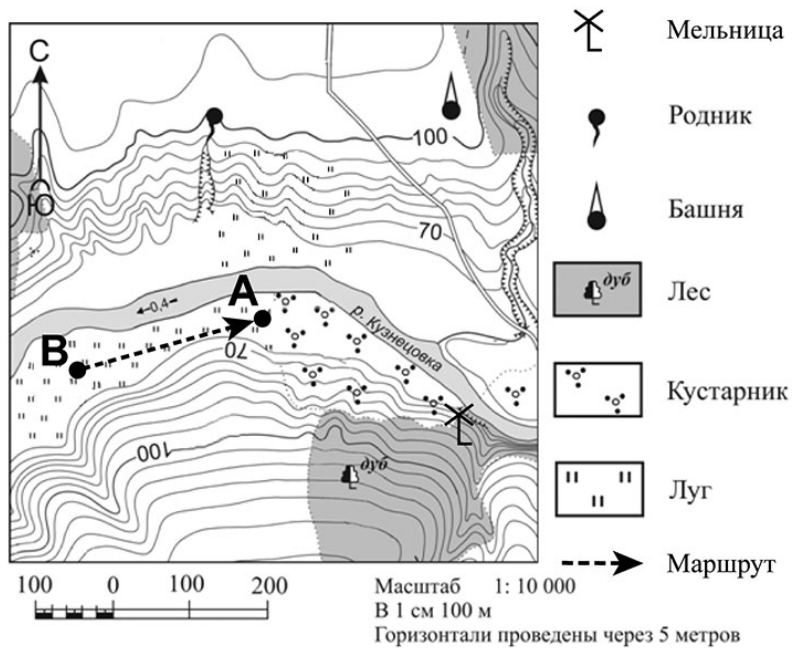 С
Ю
100
70
0,4
А
В
р. Кузнецовка
70
100
дуб
Мельница
Родник
Башня
дуб
Лес
Кустарник
Луг
Маршрут
100 0 100 200
Масштаб 1: 10 000
В 1 см 100 м
Горизонтали проведены через 5 метров